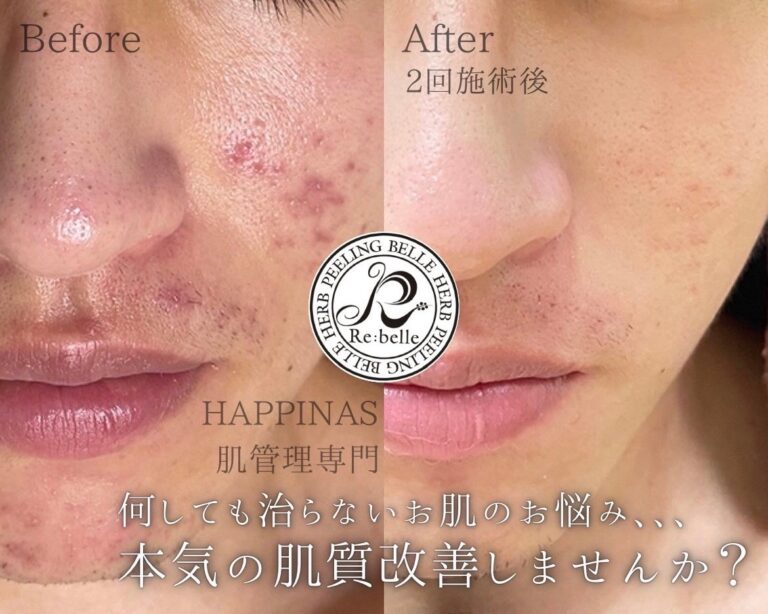 Before
After
2回施術後
BELLE HERB PEELING BELLE HERB PEELING
Re:belle
HAPPINAS
肌管理専門
何しても治らないお肌のお悩み、、、
本気の肌質改善しませんか？